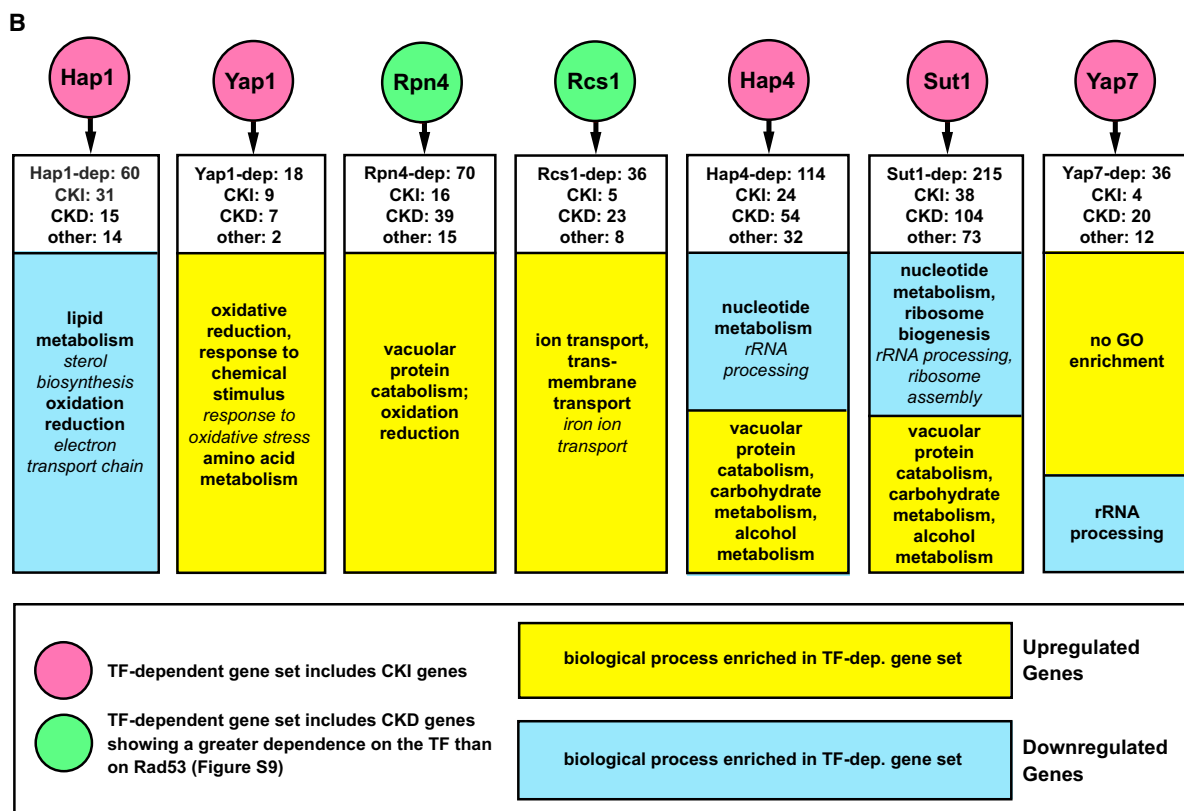 B
Hap1
Yap1
Rpn4
Rcs1
Hap4
Sut1
Yap7
Hap1-dep: 60
CKI: 31
CKD: 15
other: 14
lipid
metabolism
sterol
biosynthesis
oxidation
reduction
electron
transport chain
Yap1-dep: 18
CKI: 9
CKD: 7
other: 2
oxidative
reduction,
response to
chemical
stimulus
response to
oxidative stress
amino acid
metabolism
Rpn4-dep: 70
CKI: 16
CKD: 39
other: 15
vacuolar
protein
catabolism;
oxidation
reduction
Rcs1-dep: 36
CKI: 5
CKD: 23
other: 8
ion transport,
trans-
membrane
transport
iron ion
transport
Hap4-dep: 114
CKI: 24
CKD: 54
other: 32
nucleotide
metabolism
rRNA
processing
vacuolar
protein
catabolism,
carbohydrate
metabolism,
alcohol
metabolism
Sut1-dep: 215
CKI: 38
CKD: 104
other: 73
nucleotide
metabolism,
ribosome
biogenesis
rRNA processing,
ribosome
assembly
vacuolar
protein
catabolism,
carbohydrate
metabolism,
alcohol
metabolism
Yap7-dep: 36
CKI: 4
CKD: 20
other: 12
no GO
enrichment
rRNA
processing
TF-dependent gene set includes CKI genes
TF-dependent gene set includes CKD genes
showing a greater dependence on the TF than
on Rad53 (Figure S9)
biological process enriched in TF-dep. gene set
Upregulated
Genes
biological process enriched in TF-dep. gene set
Downregulated
Genes